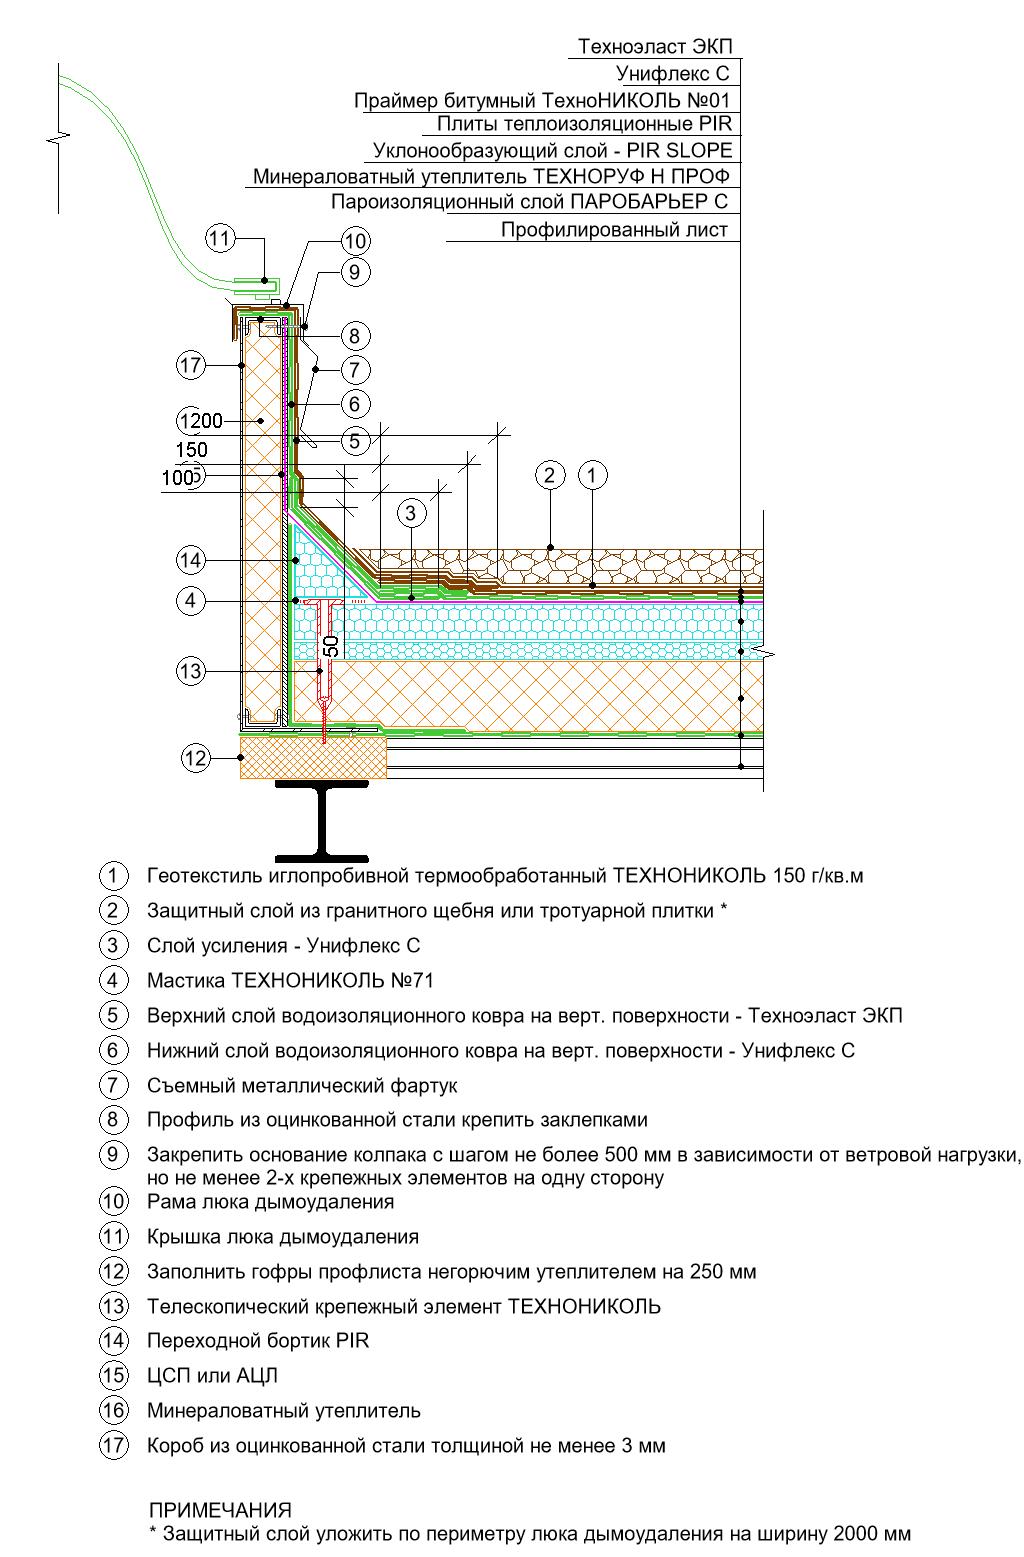 Техноэласт ЭКП
Унифлекс С
Праймер битумный ТехноНИКОЛЬ №01
Плиты теплоизоляционные PIR
Уклонообразующий слой - PIR SLOPE
Минераловатный утеплитель ТЕХНОРУФ Н ПРОФ
Пароизоляционный слой ПАРОБАРЬЕР С
Профилированный лист
11
10
9
8
17
7
6
200
5
150
100
2
1
3
14
4
50
13
12
1 Геотекстиль иглопробивной термообработанный ТЕХНОНИКОЛЬ 150 г/кв.м
2 Защитный слой из гранитного щебня или тротуарной плитки *
3 Слой усиления - Унифлекс С
4 Мастика ТЕХНОНИКОЛЬ №71
5 Верхний слой водоизоляционного ковра на верт. поверхности - Техноэласт ЭКП
6 Нижний слой водоизоляционного ковра на верт. поверхности - Унифлекс С
7 Съемный металлический фартук
8 Профиль из оцинкованной стали крепить заклепками
9 Закрепить основание колпака с шагом не более 500 мм в зависимости от ветровой нагрузки,
но не менее 2-х крепежных элементов на одну сторону
10 Рама люка дымоудаления
11 Крышка люка дымоудаления
12 Заполнить гофры профлиста негорючим утеплителем на 250 мм
13 Телескопический крепежный элемент ТЕХНОНИКОЛЬ
14 Переходной бортик PIR
15 ЦСП или АЦЛ
16 Минераловатный утеплитель
17 Короб из оцинкованной стали толщиной не менее 3 мм
ПРИМЕЧАНИЯ
* Защитный слой уложить по периметру люка дымоудаления на ширину 2000 мм